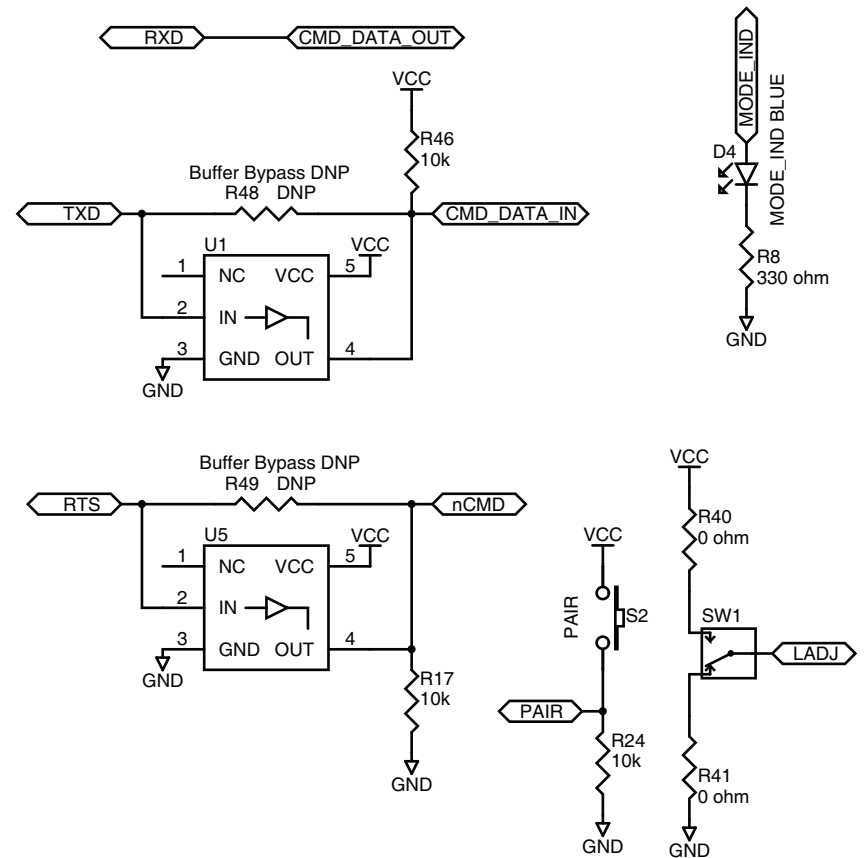 RXD CMD_DATA_OUT
VCC
R46
10k
Buffer Bypass DNP
R48 DNP
TXD CMD_DATA_IN
U1
VCC
1 NC VCC 5
2 IN
3 GND OUT 4
GND
MODE_IND
D4
MODE_IND BLUE
R8
330 ohm
GND
Buffer Bypass DNP
R49 DNP
RTS nCMD
U5
VCC
1 NC VCC 5
2 IN
3 GND OUT 4
GND
R17
10k
GND
VCC
PAIR
S2
PAIR
R24
10k
GND
VCC
R40
0 ohm
SW1
LADJ
R41
0 ohm
GND